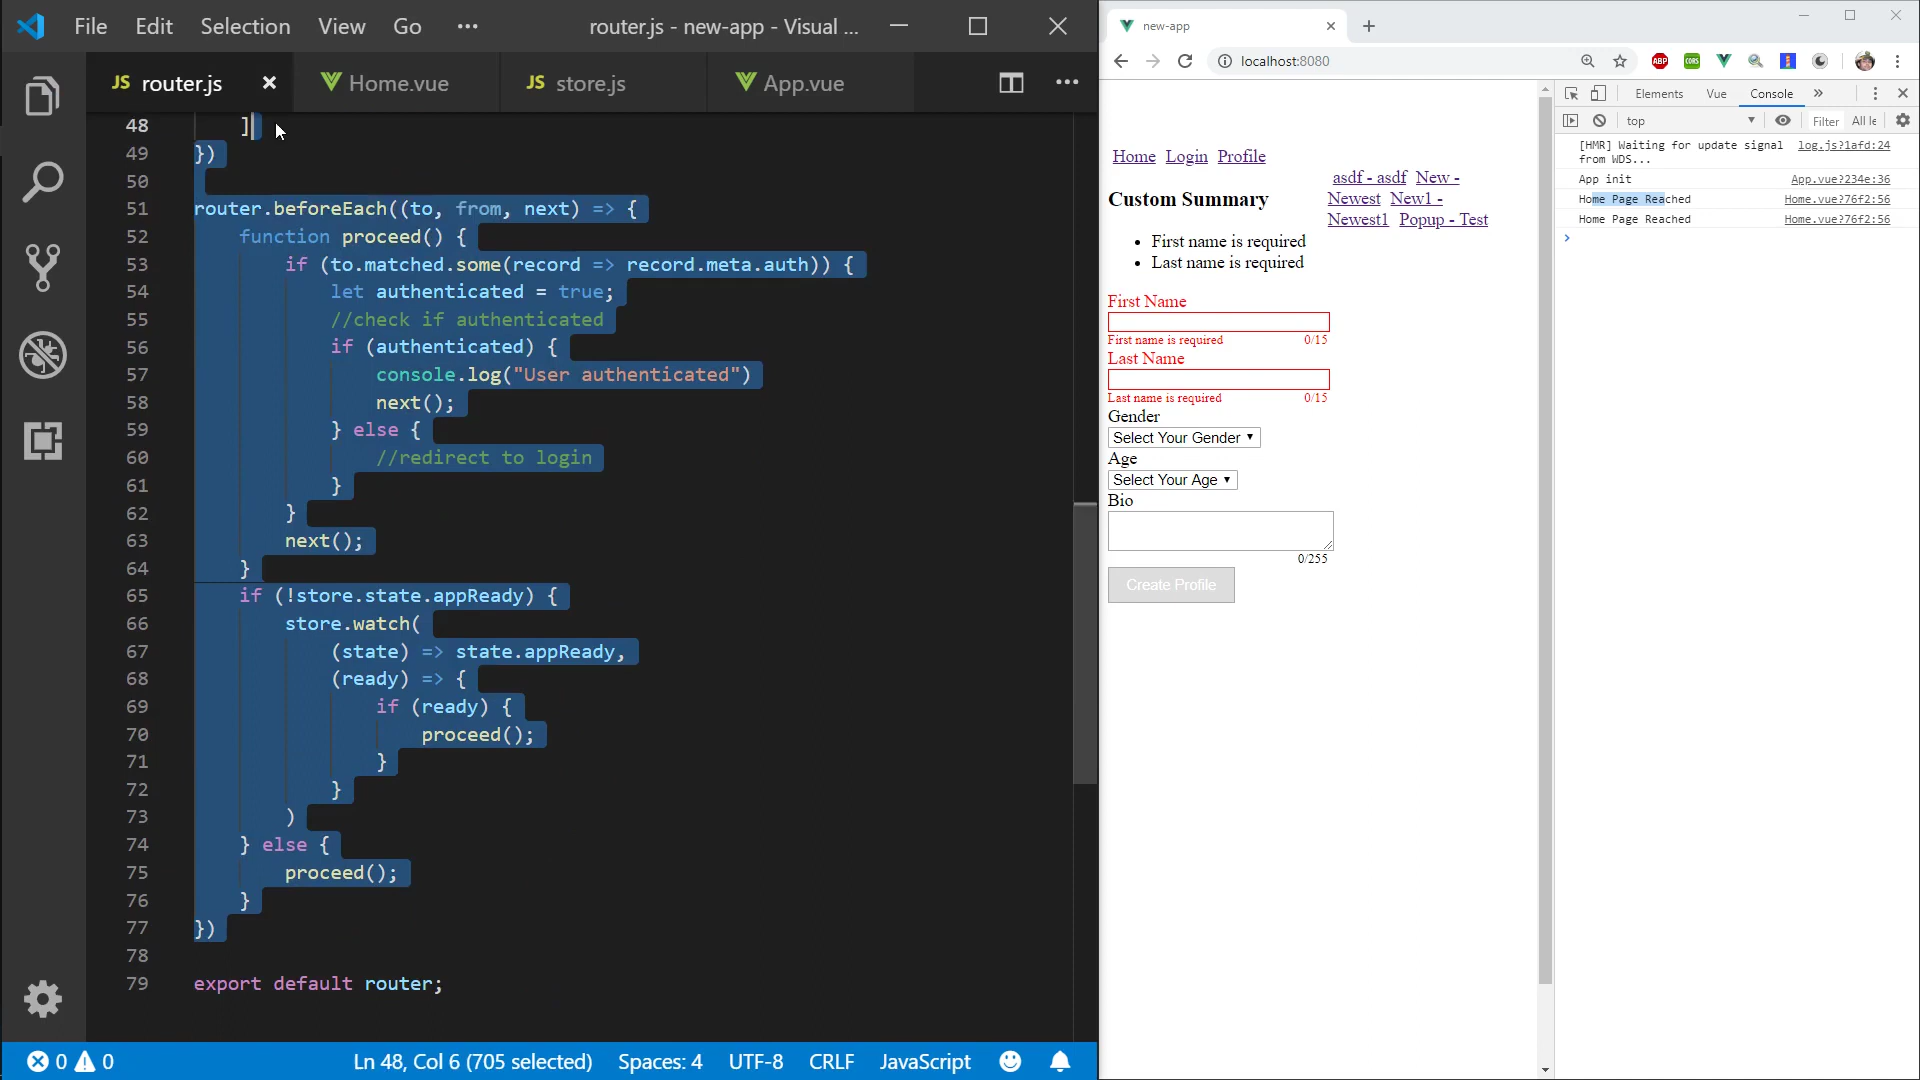 File Edit Selection View Go ··· router.js - new-app - Visual ...
JS router.js Home.vue JS store.js App.vue
48 ]
49 })
50
51 router.beforeEach((to, from, next) => {
52 function proceed() {
53 if (to.matched.some(record => record.meta.auth)) {
54 let authenticated = true;
55 //check if authenticated
56 if (authenticated) {
57 console.log("User authenticated")
58 next();
59 } else {
60 //redirect to login
61 }
62 }
63 next();
64 }
65 if (!store.state.appReady) {
66 store.watch(
67 (state) => state.appReady,
68 (ready) => {
69 if (ready) {
70 proceed();
71 }
72 }
73 )
74 } else {
75 proceed();
76 }
77 })
78
79 export default router;
0 0 Ln 48, Col 6 (705 selected) Spaces: 4 UTF-8 CRLF JavaScript
new-app
localhost:8080
ABP CORS
Home Login Profile
asdf - asdf New -
Newest New1 -
Newest1 Popup - Test
Custom Summary
First name is required
Last name is required
First Name
First name is required 0/15
Last Name
Last name is required 0/15
Gender
Select Your Gender
Age
Select Your Age
Bio
0/255
Create Profile
Elements Vue Console »
top Filter All le
[HMR] Waiting for update signal log.js?1afd:24
from WDS...
App init App.vue?234e:36
Home Page Reached Home.vue?76f2:56
Home Page Reached Home.vue?76f2:56